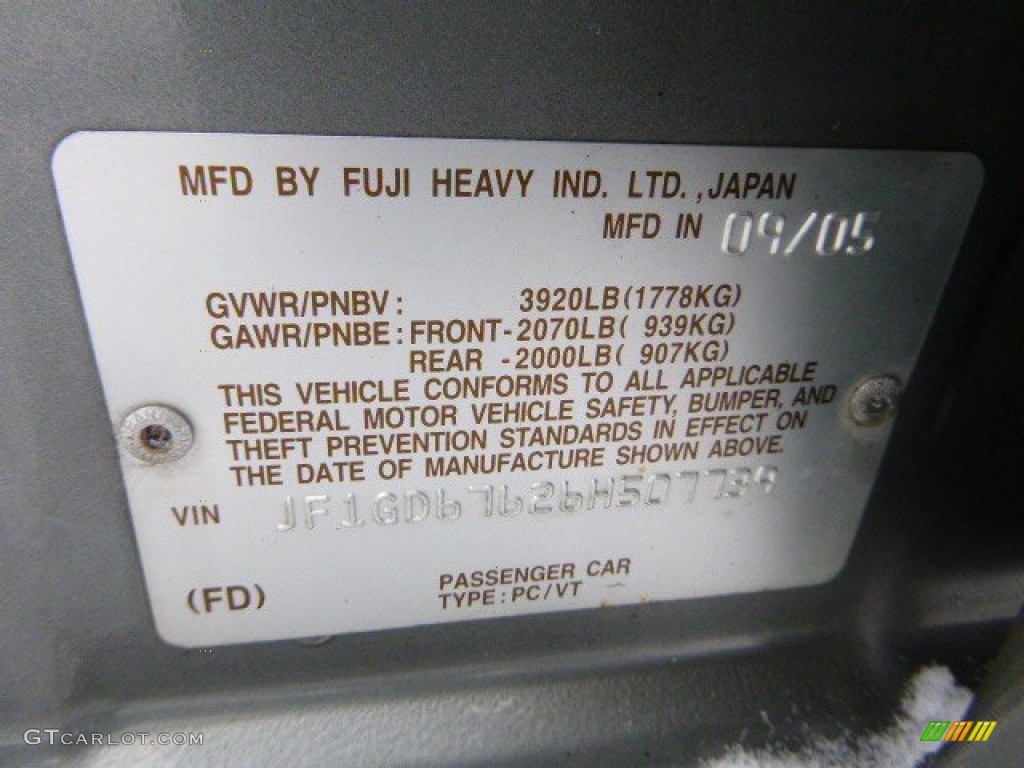 MFD BY FUJI HEAVY IND. LTD.,JAPAN
MFD IN 09/05
GVWR/PNBV: 3920LB(1778KG)
GAWR/PNBE:FRONT-2070LB( 939KG)
REAR -2000LB( 907KG)
THIS VEHICLE CONFORMS TO ALL APPLICABLE
FEDERAL MOTOR VEHICLE SAFETY, BUMPER, AND
THEFT PREVENTION STANDARDS IN EFFECT ON
THE DATE OF MANUFACTURE SHOWN ABOVE.
VIN JF1GD67626H507739
(FD) PASSENGER CAR
TYPE:PC/VT
GTCARLOT.COM